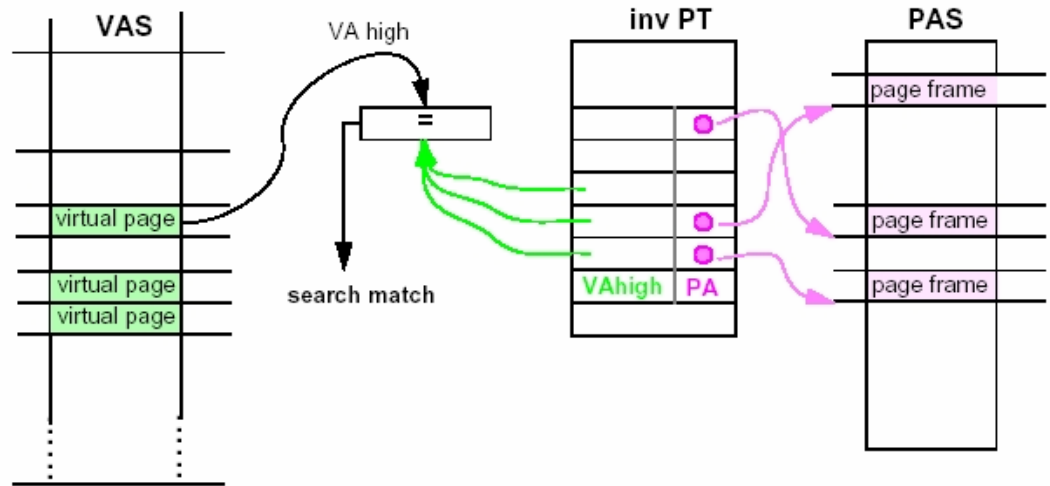 VAS
inv PT
PAS
VA high
page frame
=
virtual page
page frame
virtual page
search match
VAhigh
PA
page frame
virtual page